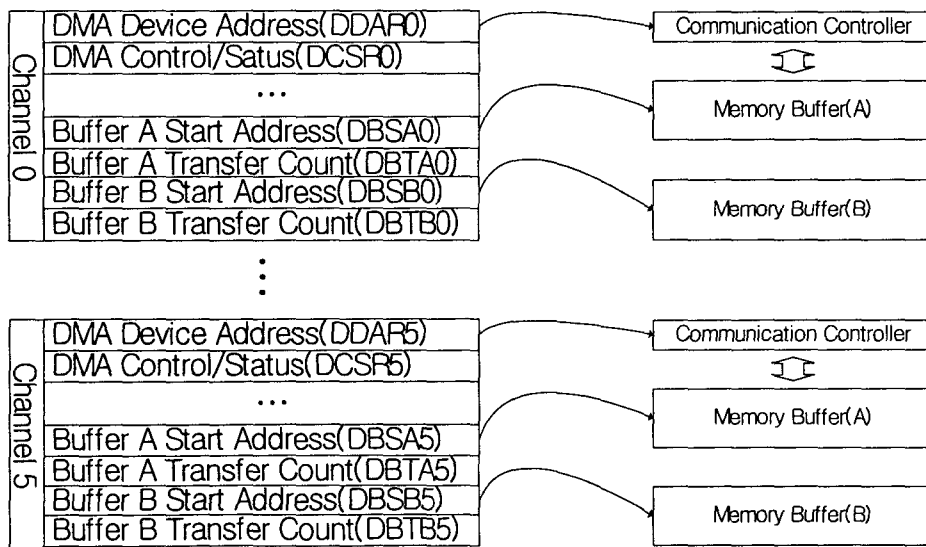 Channel 0
DMA Device Address(DDAR0)
DMA Control/Satus(DCSR0)
...
Buffer A Start Address(DBSA0)
Buffer A Transfer Count(DBTA0)
Buffer B Start Address(DBSB0)
Buffer B Transfer Count(DBTB0)
Communication Controller
Memory Buffer(A)
Memory Buffer(B)
Channel 5
DMA Device Address(DDAR5)
DMA Control/Status(DCSR5)
...
Buffer A Start Address(DBSA5)
Buffer A Transfer Count(DBTA5)
Buffer B Start Address(DBSB5)
Buffer B Transfer Count(DBTB5)
Communication Controller
Memory Buffer(A)
Memory Buffer(B)